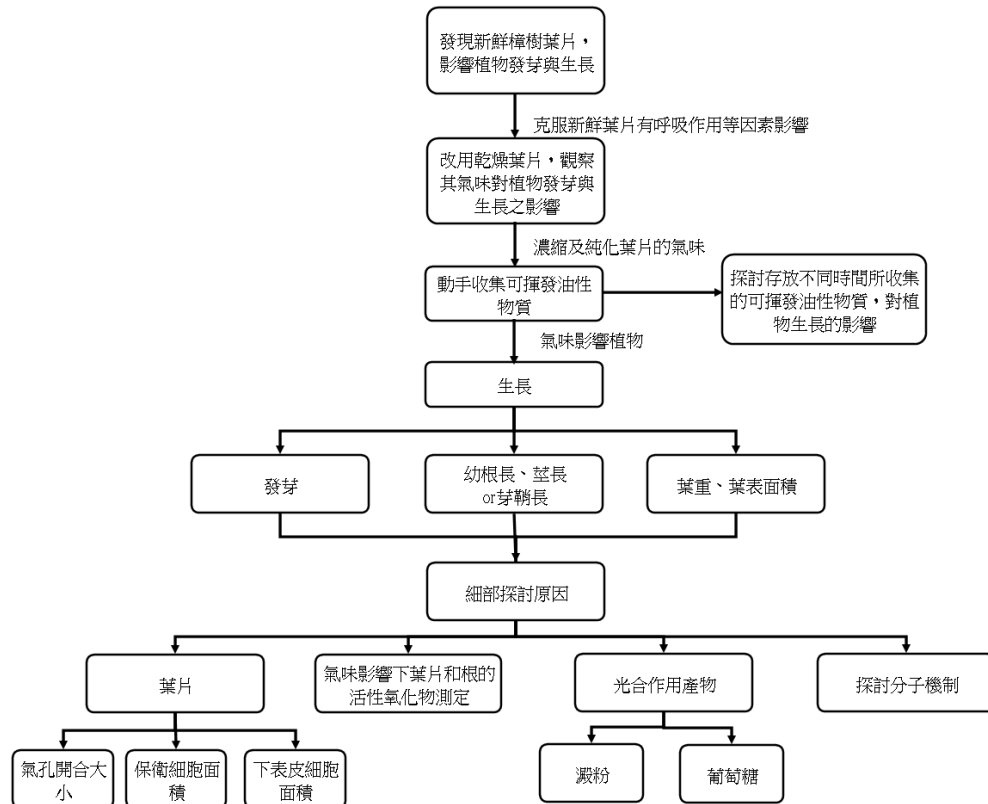 發現新鮮樟樹葉片，
影響植物發芽與生長
克服新鮮葉片有呼吸作用等因素影響
改用乾燥葉片，觀察
其氣味對植物發芽與
生長之影響
濃縮及純化葉片的氣味
動手收集可揮發油性
物質
探討存放不同時間所收集
的可揮發油性物質，對植
物生長的影響
氣味影響植物
生長
發芽
幼根長、莖長
or芽鞘長
葉重、葉表面積
細部探討原因
葉片
氣味影響下葉片和根的
活性氧化物測定
光合作用產物
探討分子機制
氣孔開合大
小
保衛細胞面
積
下表皮細胞
面積
澱粉
葡萄糖